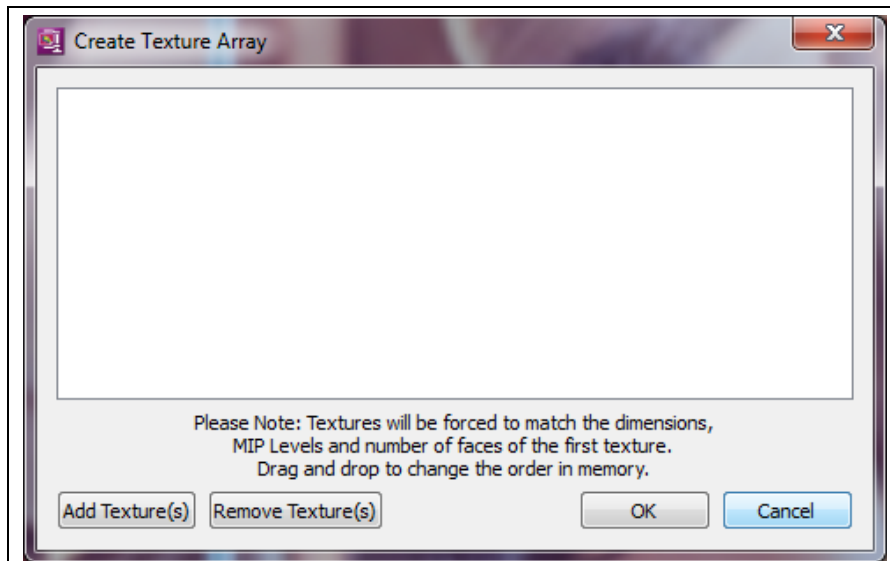 Create Texture Array
Please Note: Textures will be forced to match the dimensions,
MIP Levels and number of faces of the first texture.
Drag and drop to change the order in memory.
Add Texture(s) Remove Texture(s) OK Cancel